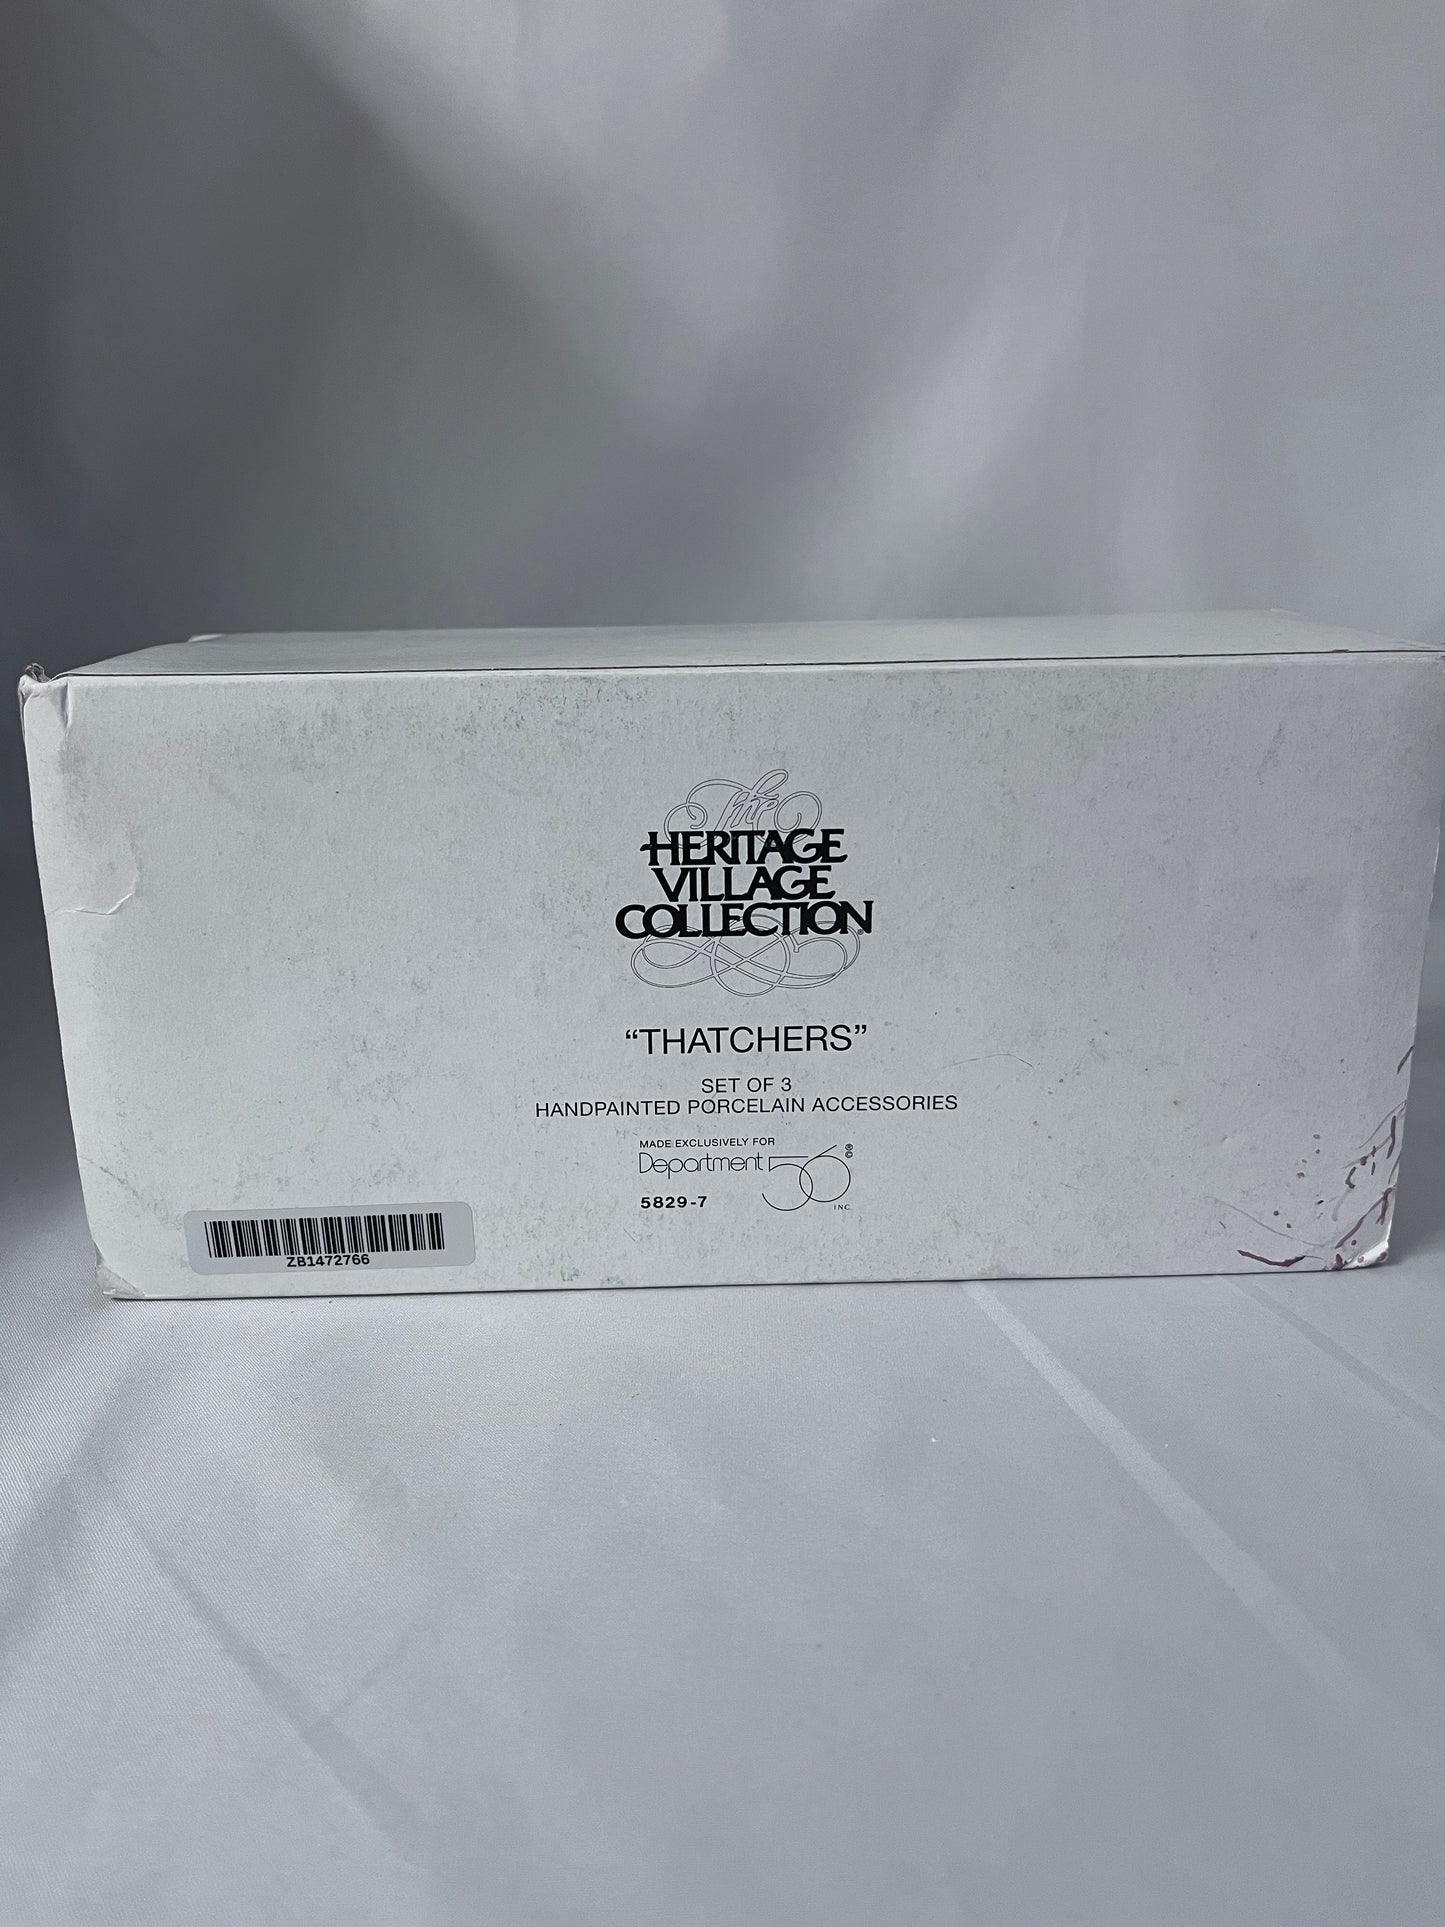 The
HERITAGE
VILLAGE
COLLECTION®
“THATCHERS”
SET OF 3
HANDPAINTED PORCELAIN ACCESSORIES
MADE EXCLUSIVELY FOR
Department 56 ®©
INC.
5829-7
ZB1472766